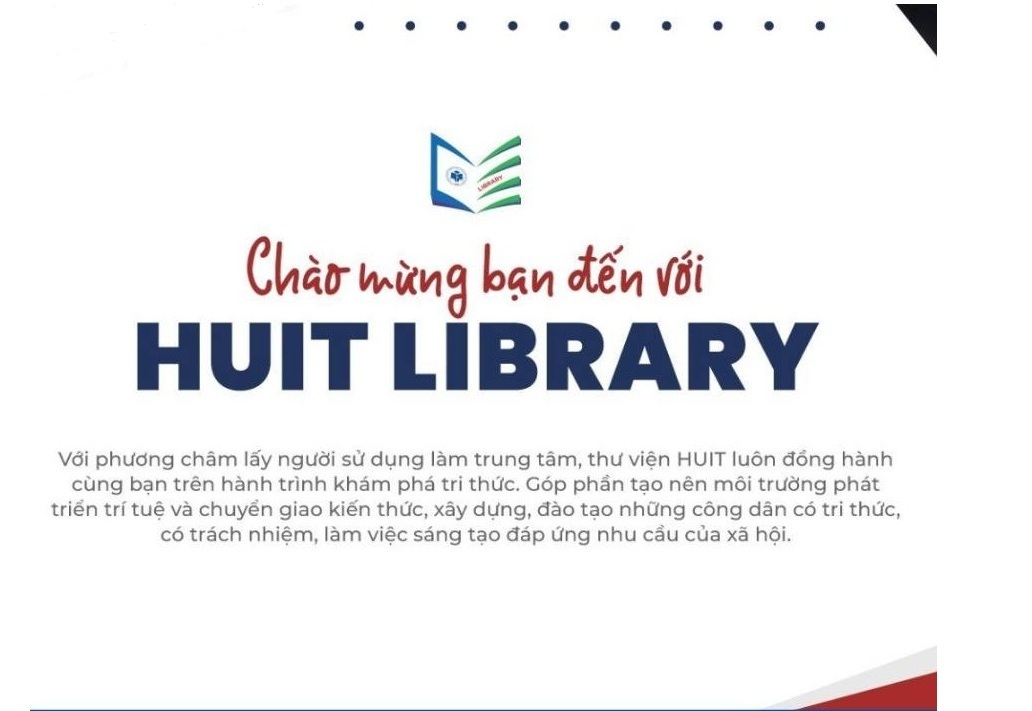 LIBRARY
Chào mừng bạn đến với
HUIT LIBRARY
Với phương châm lấy người sử dụng làm trung tâm, thư viện HUIT luôn đồng hành
cùng bạn trên hành trình khám phá tri thức. Góp phần tạo nên môi trường phát
triển trí tuệ và chuyển giao kiến thức, xây dựng, đào tạo những công dân có tri thức,
có trách nhiệm, làm việc sáng tạo đáp ứng nhu cầu của xã hội.